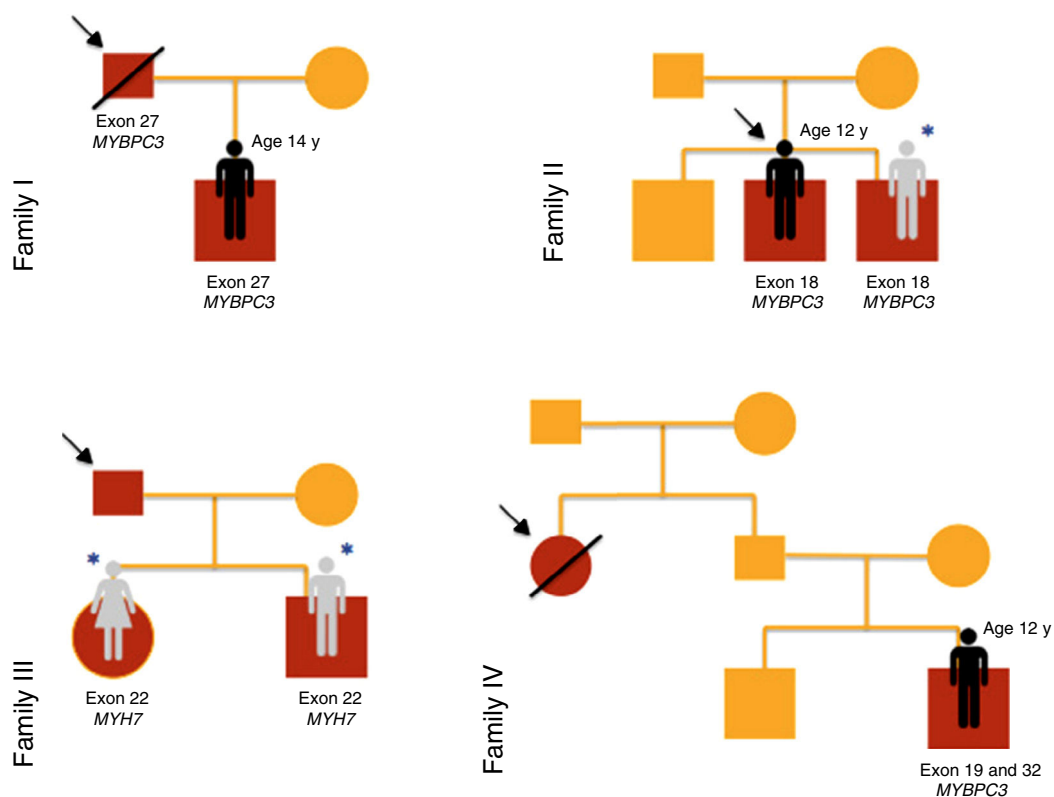 Family I
Exon 27
MYBPC3
Age 14 y
Exon 27
MYBPC3
Family II
Age 12 y
*
Exon 18
MYBPC3
Exon 18
MYBPC3
Family III
*
*
Exon 22
MYH7
Exon 22
MYH7
Family IV
Age 12 y
Exon 19 and 32
MYBPC3